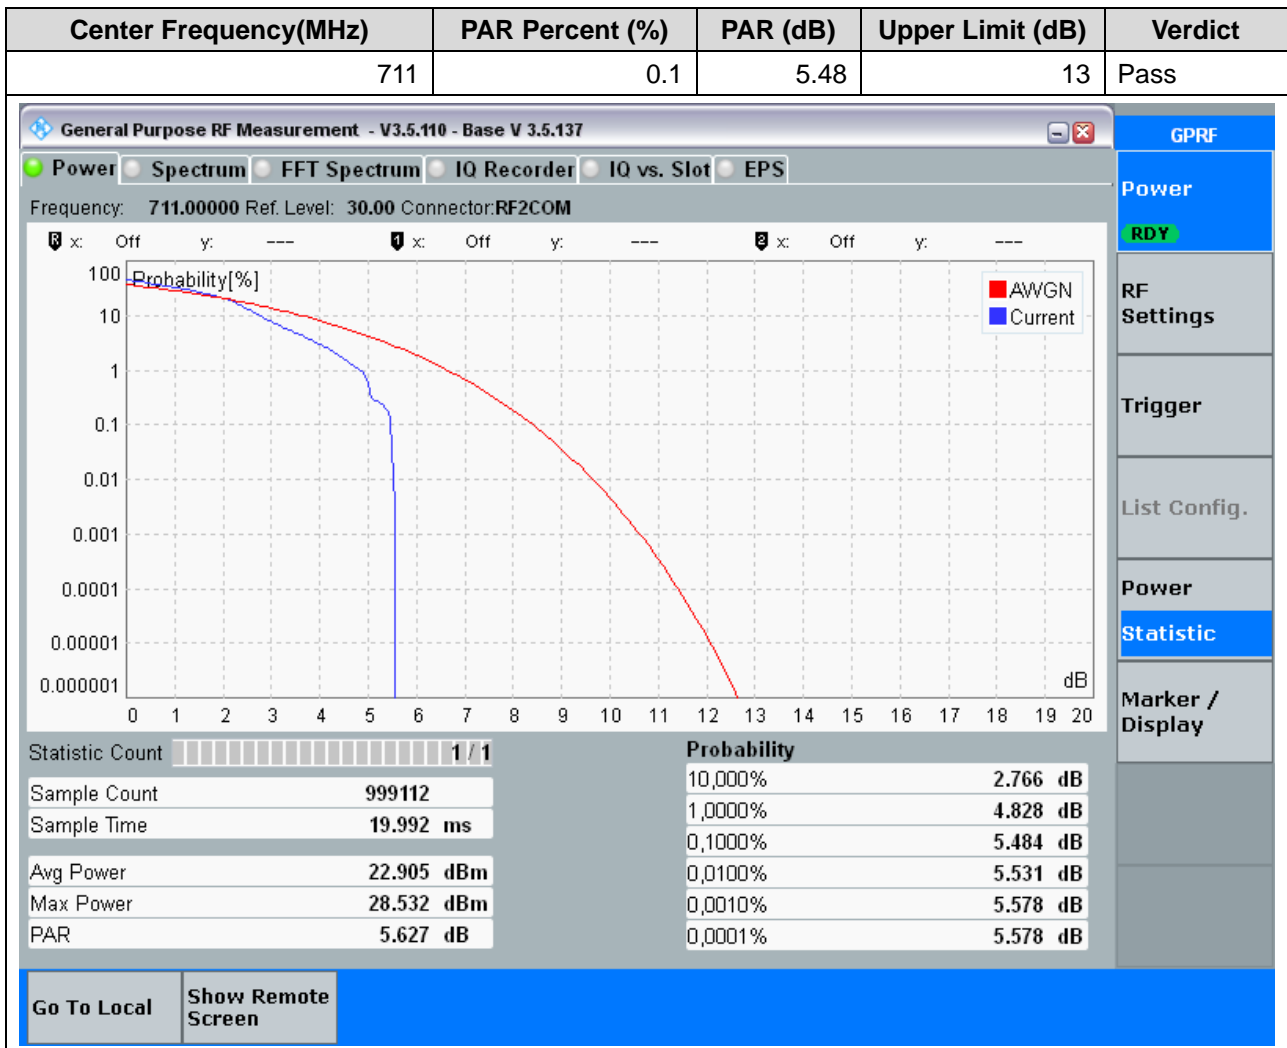 Center Frequency(MHz) PAR Percent (%) PAR (dB) Upper Limit (dB) Verdict
711 0.1 5.48 13 Pass
General Purpose RF Measurement - V3.5.110 - Base V 3.5.137
GPRF
Power Spectrum FFT Spectrum IQ Recorder IQ vs. Slot EPS
Power
RDY
Frequency: 711.00000 Ref. Level: 30.00 Connector:RF2COM
R x: Off y: --- 1 x: Off y: --- 2 x: Off y: ---
Probability[%]
AWGN
Current
100
10
1
0.1
0.01
0.001
0.0001
0.00001
0.000001
dB
0 1 2 3 4 5 6 7 8 9 10 11 12 13 14 15 16 17 18 19 20
RF
Settings
Trigger
List Config.
Power
Statistic
Marker /
Display
Statistic Count 1 / 1
Sample Count 999112
Sample Time 19.992 ms
Avg Power 22.905 dBm
Max Power 28.532 dBm
PAR 5.627 dB
Probability
10,000% 2.766 dB
1,0000% 4.828 dB
0,1000% 5.484 dB
0,0100% 5.531 dB
0,0010% 5.578 dB
0,0001% 5.578 dB
Go To Local
Show Remote
Screen